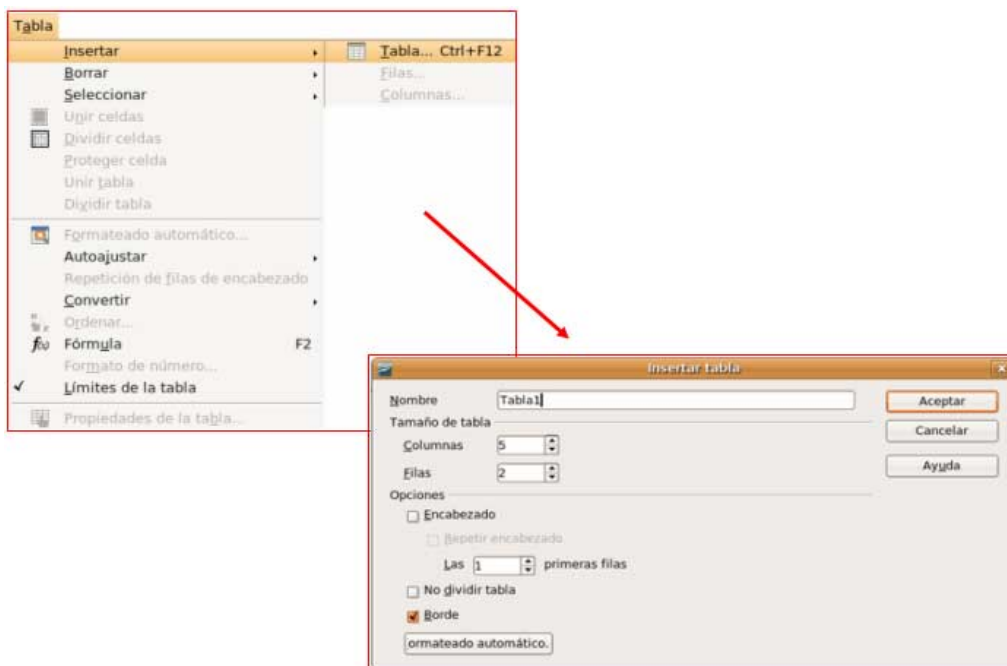 Tabla
Insertar
Tabla... Ctrl+F12
Borrar
Filas...
Seleccionar
Columnas...
Unir celdas
Dividir celdas
Proteger celda
Unir tabla
Dividir tabla
Formateado automático...
Autoajustar
Repetición de filas de encabezado
Convertir
Ordenar...
Fórmula F2
Formato de número...
Límites de la tabla
Propiedades de la tabla...
Insertar tabla
Nombre Tabla1 Aceptar
Tamaño de tabla Cancelar
Columnas 5
Filas 2 Ayuda
Opciones
Encabezado
Repetir encabezado
Las 1 primeras filas
No dividir tabla
Borde
ormateado automático.